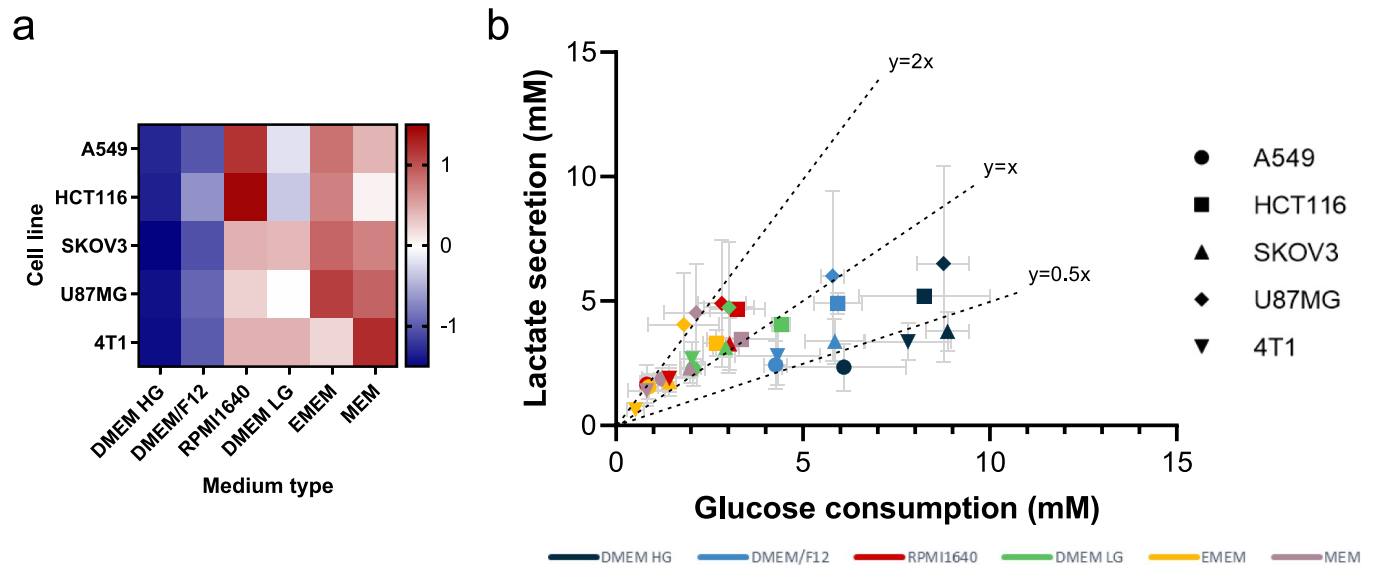 a
A549
HCT116
SKOV3
U87MG
4T1
Cell line
DMEM HG
DMEM/F12
RPMI1640
DMEM LG
EMEM
MEM
Medium type
1
0
-1
b
15
10
5
0
Lactate secretion (mM)
y=2x
y=x
y=0.5x
0 5 10 15
Glucose consumption (mM)
A549
HCT116
SKOV3
U87MG
4T1
DMEM HG DMEM/F12 RPMI1640 DMEM LG EMEM MEM